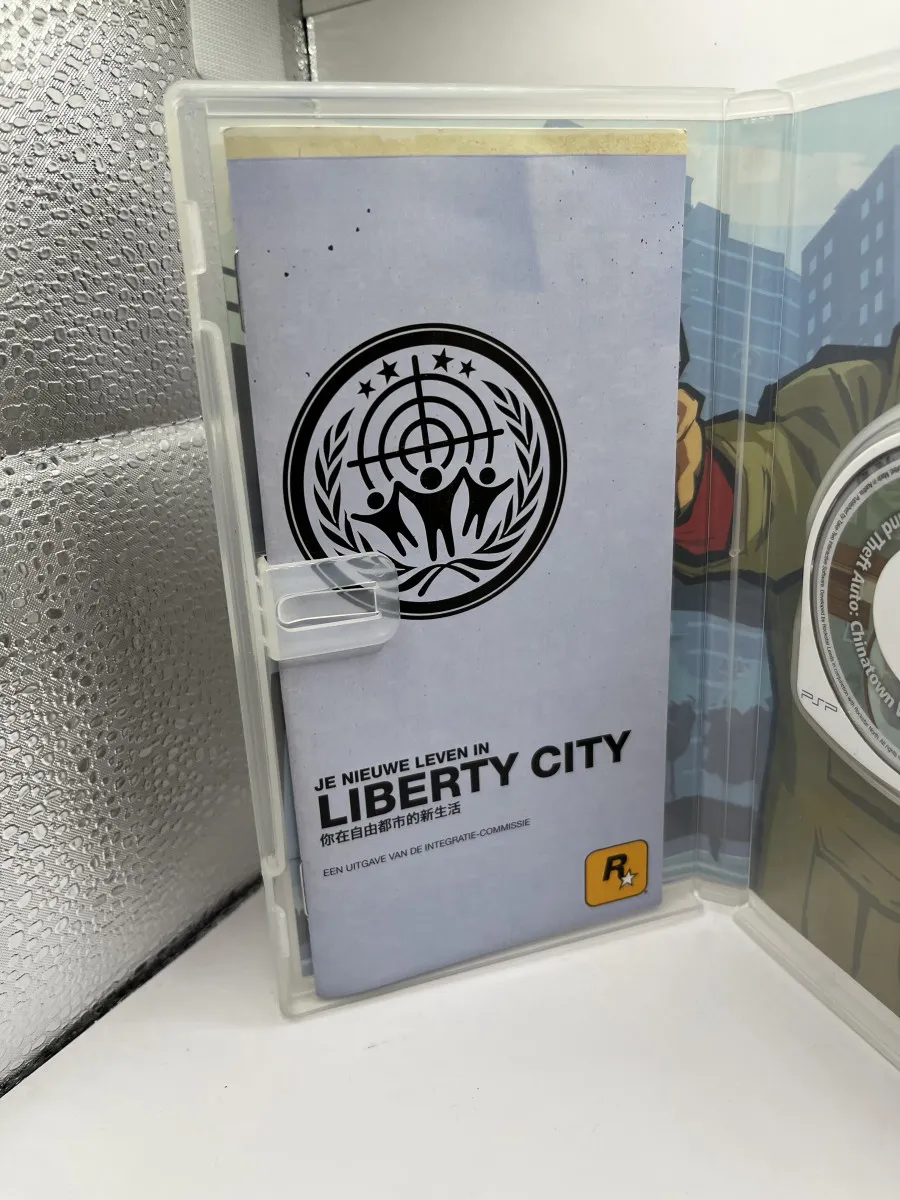 JE NIEUWE LEVEN IN
LIBERTY CITY
你在自由都市的新生活
EEN UITGAVE VAN DE INTEGRATIE-COMMISSIE
R
Theft Auto: Chinatown
PSP